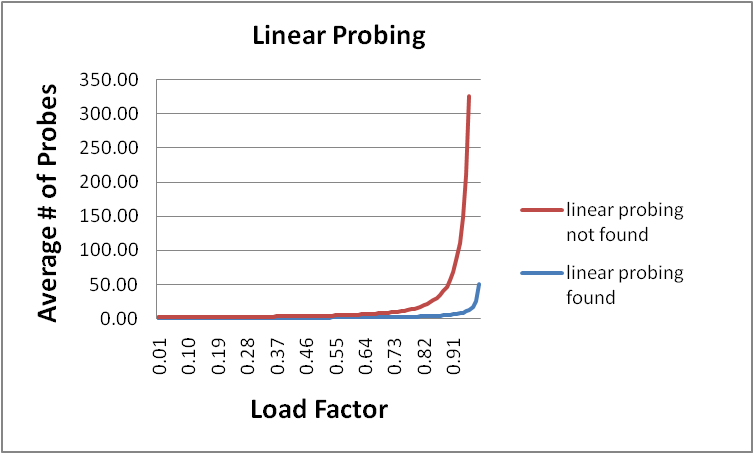 Linear Probing
Average # of Probes
350.00
300.00
250.00
200.00
150.00
100.00
50.00
0.00
0.01
0.10
0.19
0.28
0.37
0.46
0.55
0.64
0.73
0.82
0.91
Load Factor
linear probing
not found
linear probing
found